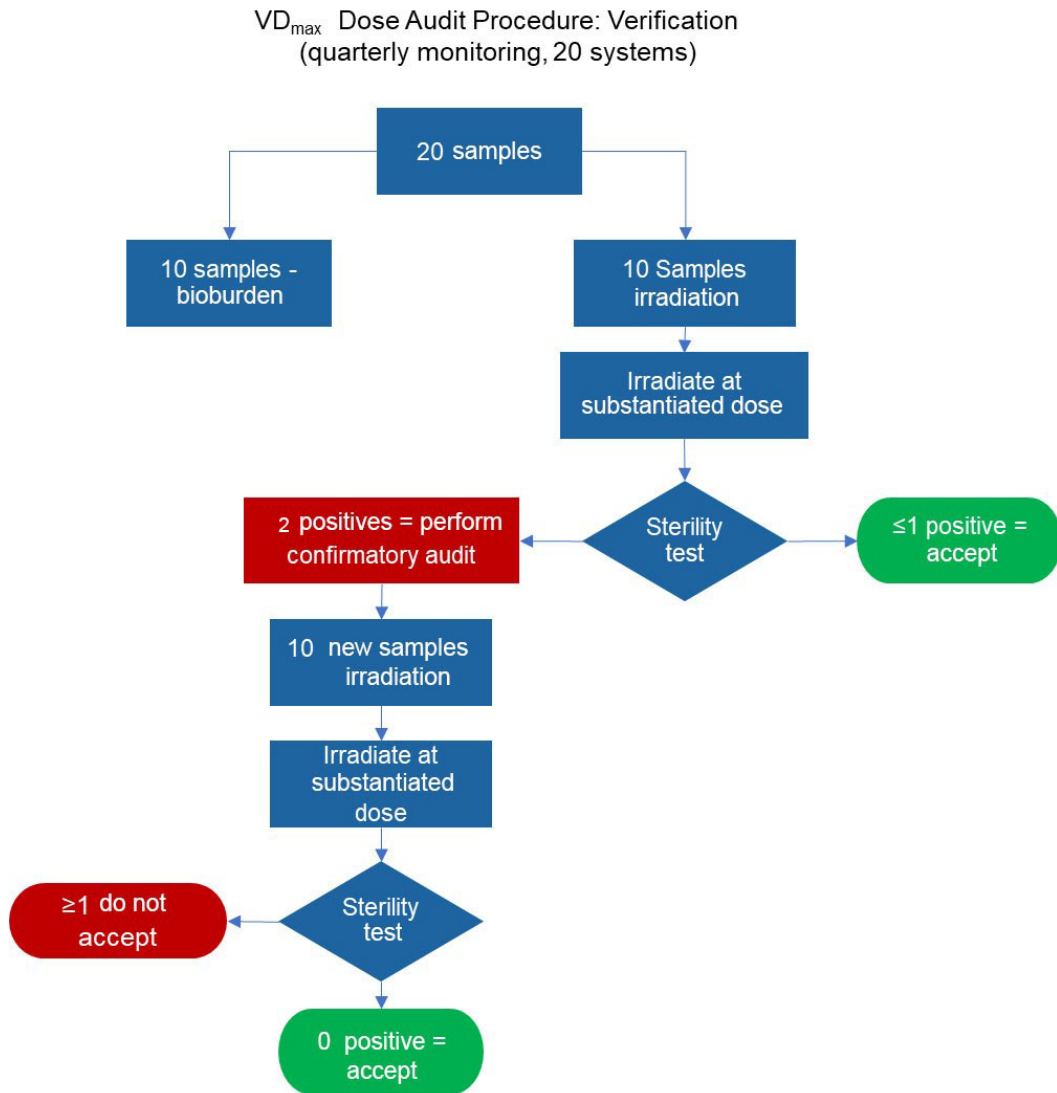 VDmax Dose Audit Procedure: Verification
(quarterly monitoring, 20 systems)
20 samples
10 samples -
bioburden
10 Samples
irradiation
Irradiate at
substantiated dose
2 positives = perform
confirmatory audit
Sterility
test
≤1 positive =
accept
10 new samples
irradiation
Irradiate at
substantiated
dose
≥1 do not
accept
Sterility
test
0 positive =
accept